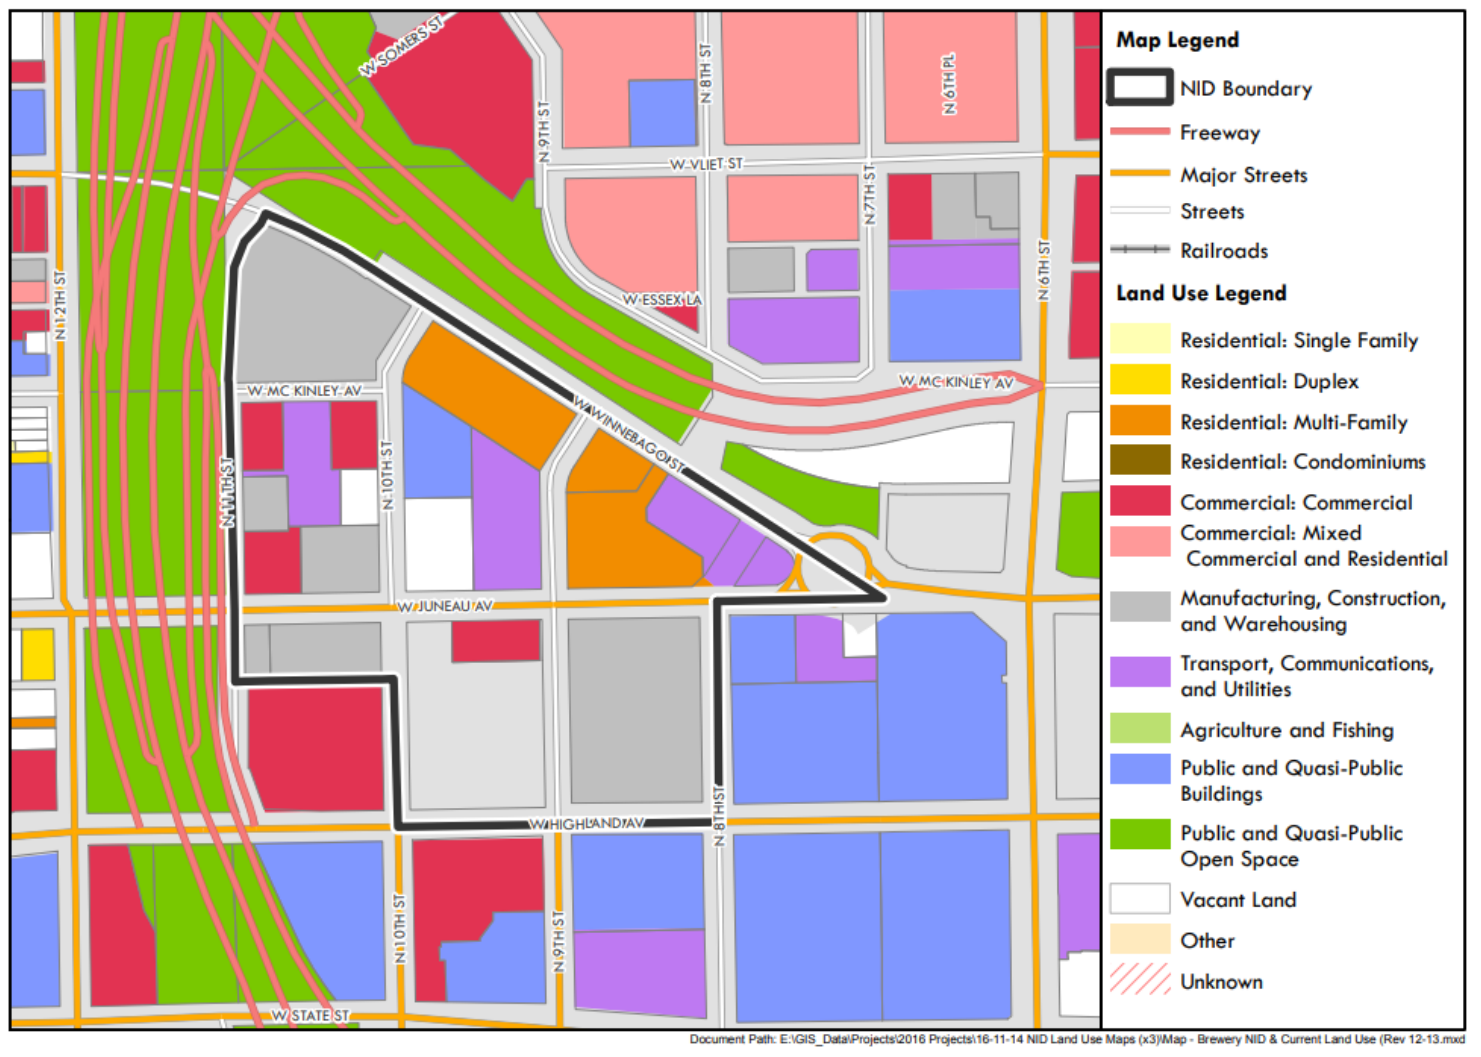 W SOMERS ST
N 9TH ST
N 8TH ST
N 6TH PL
W VLIET ST
N 7TH ST
N 12TH ST
N 6TH ST
W ESSEX LA
W MC KINLEY AV
W MC KINLEY AV
W WINNEBAGO ST
N 11TH ST
N 10TH ST
W JUNEAU AV
W HIGHLAND AV
N 8TH ST
N 10TH ST
N 9TH ST
W STATE ST
Map Legend
NID Boundary
Freeway
Major Streets
Streets
Railroads
Land Use Legend
Residential: Single Family
Residential: Duplex
Residential: Multi-Family
Residential: Condominiums
Commercial: Commercial
Commercial: Mixed
Commercial and Residential
Manufacturing, Construction,
and Warehousing
Transport, Communications,
and Utilities
Agriculture and Fishing
Public and Quasi-Public
Buildings
Public and Quasi-Public
Open Space
Vacant Land
Other
Unknown
Document Path: E:\GIS_Data\Projects\2016 Projects\16-11-14 NID Land Use Maps (x3)\Map - Brewery NID & Current Land Use (Rev 12-13.mxd